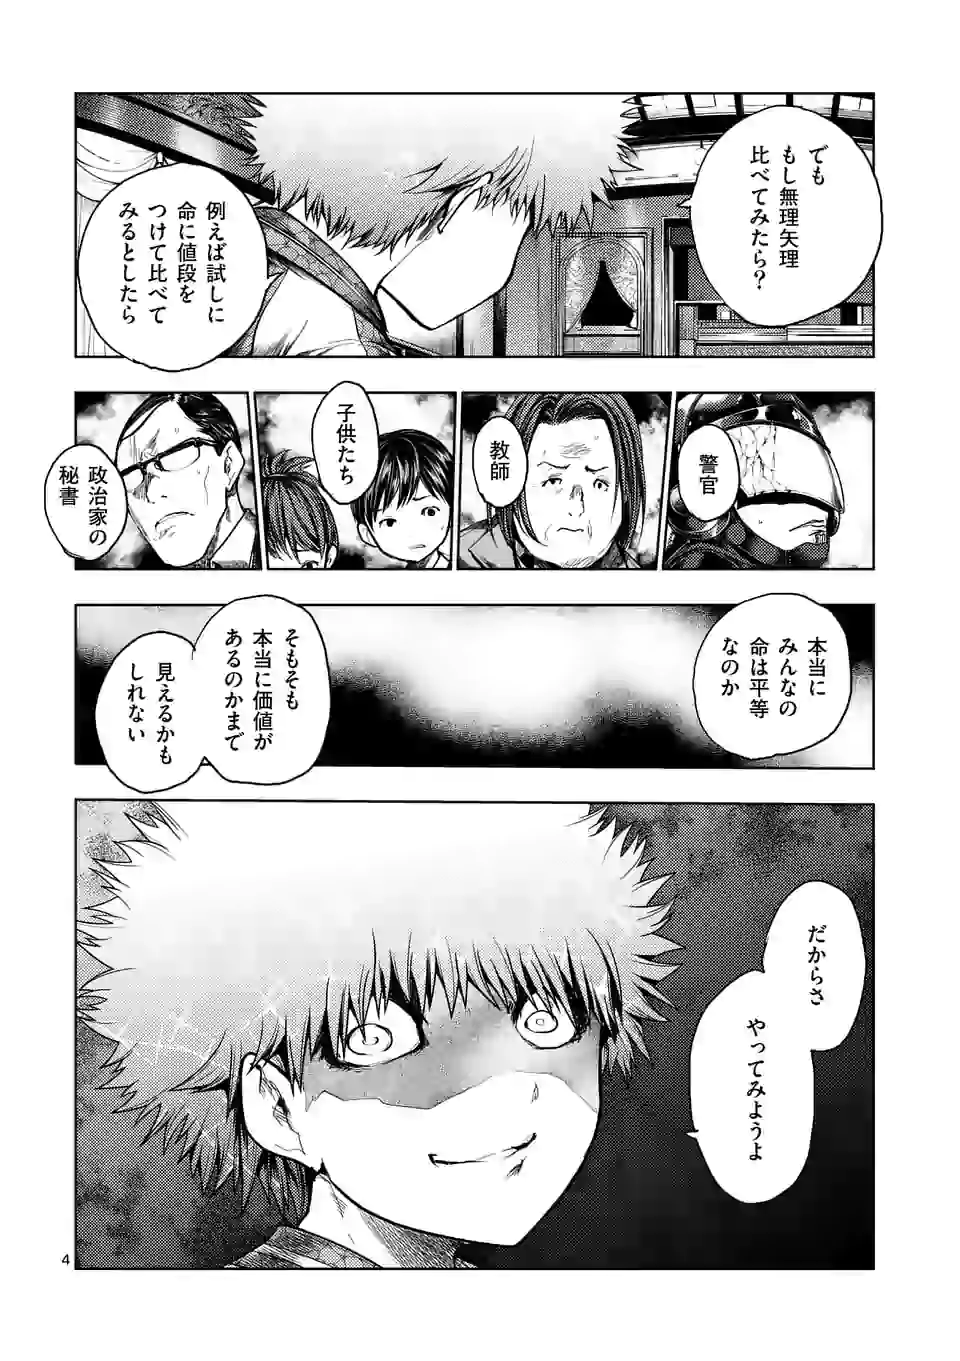 でも
もし無理矢理
比べてみたら?
例えば試しに
命に値段を
つけて比べて
みるとしたら
警官
教師
子供たち
政治家の
秘書
本当に
みんなの
命は平等
なのか
そもそも
本当に価値が
あるのかまで
見えるかも
しれない
だからさ
やってみようよ
4